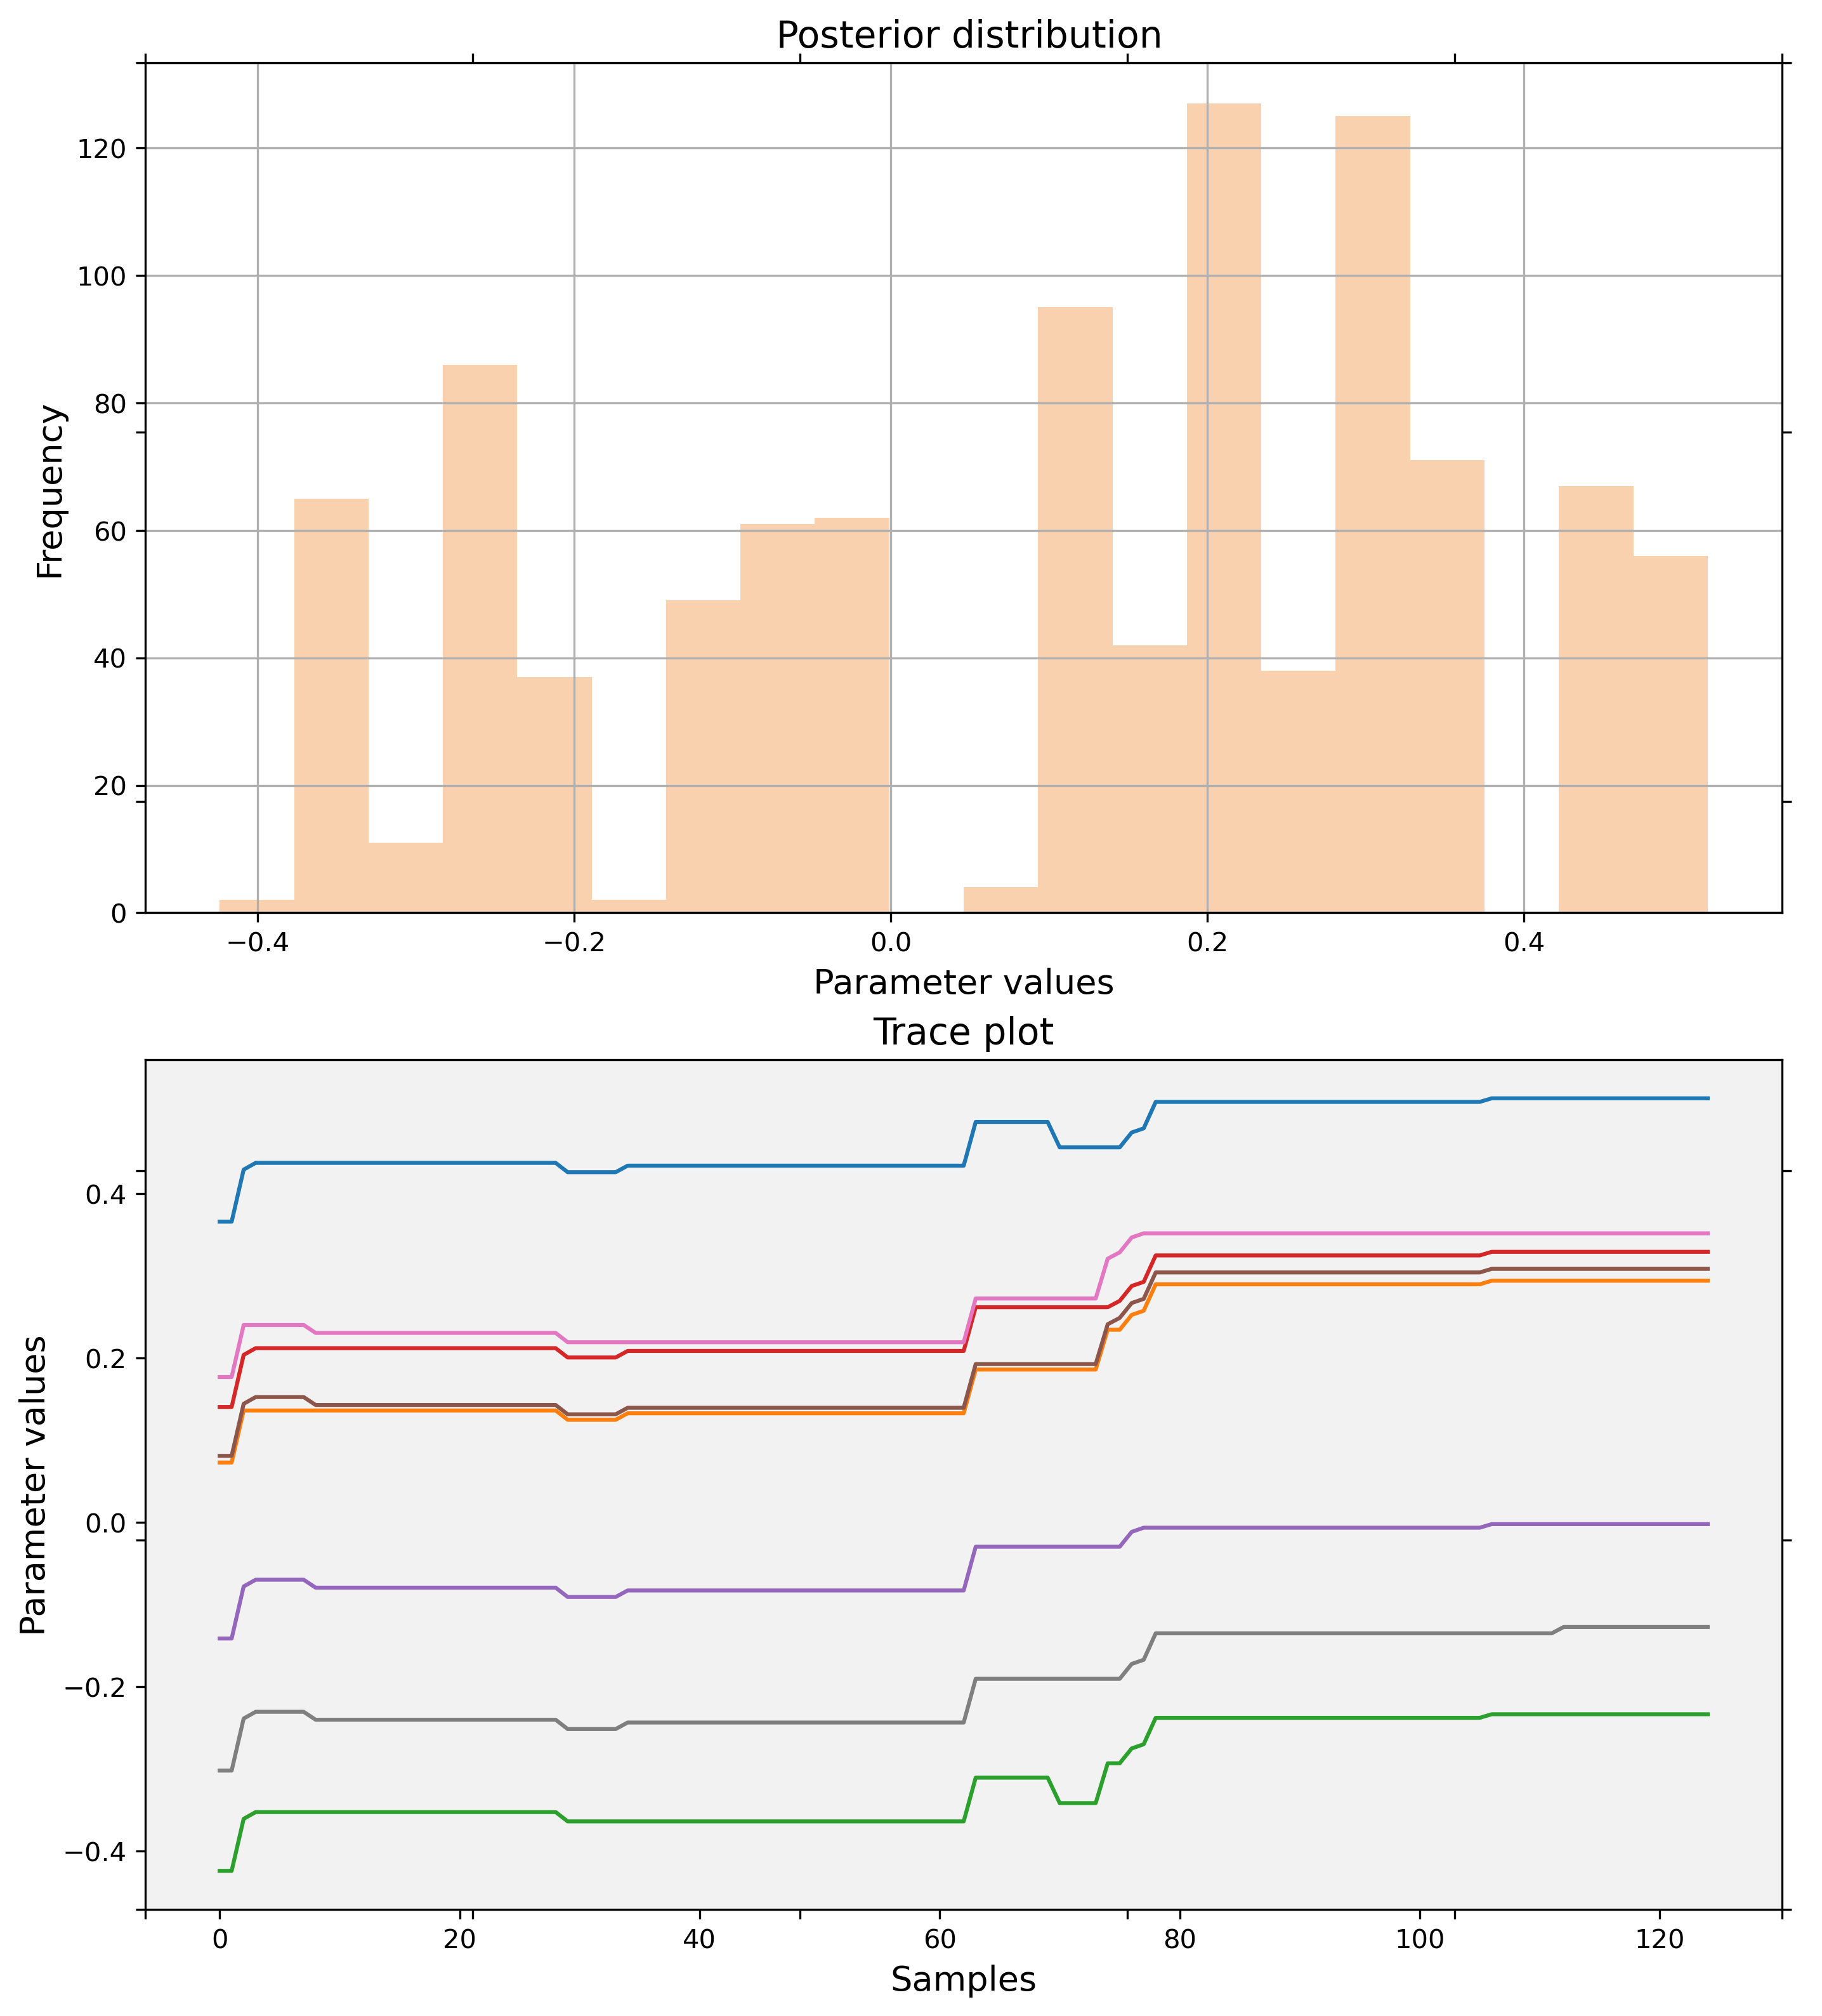 Posterior distribution
120
100
80
60
40
20
0
Frequency
−0.4 −0.2 0.0 0.2 0.4
Parameter values
Trace plot
0.4
0.2
0.0
−0.2
−0.4
Parameter values
0 20 40 60 80 100 120
Samples